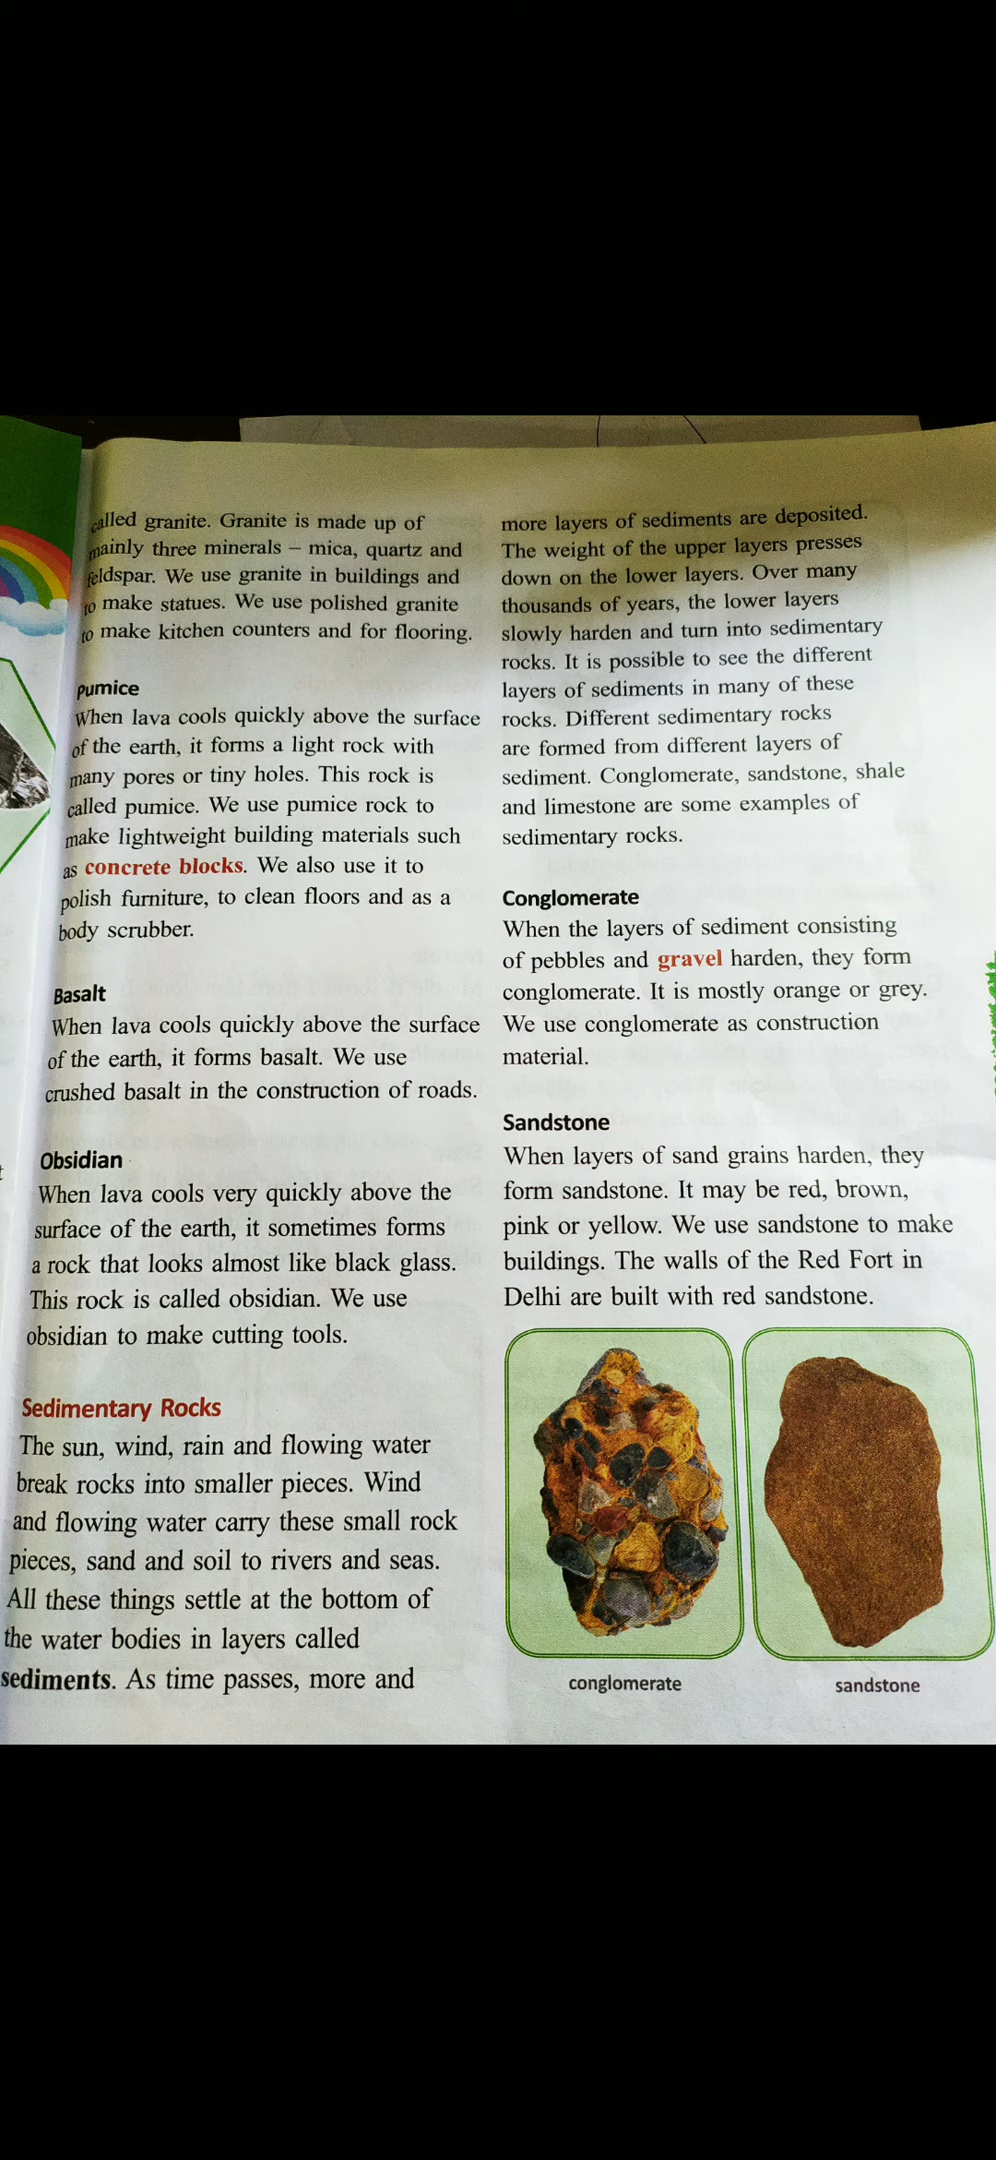 called granite. Granite is made up of
mainly three minerals – mica, quartz and
feldspar. We use granite in buildings and
to make statues. We use polished granite
to make kitchen counters and for flooring.
Pumice
When lava cools quickly above the surface
of the earth, it forms a light rock with
many pores or tiny holes. This rock is
called pumice. We use pumice rock to
make lightweight building materials such
as concrete blocks. We also use it to
polish furniture, to clean floors and as a
body scrubber.
Basalt
When lava cools quickly above the surface
of the earth, it forms basalt. We use
crushed basalt in the construction of roads.
Obsidian
When lava cools very quickly above the
surface of the earth, it sometimes forms
a rock that looks almost like black glass.
This rock is called obsidian. We use
obsidian to make cutting tools.
Sedimentary Rocks
The sun, wind, rain and flowing water
break rocks into smaller pieces. Wind
and flowing water carry these small rock
pieces, sand and soil to rivers and seas.
All these things settle at the bottom of
the water bodies in layers called
sediments. As time passes, more and
more layers of sediments are deposited.
The weight of the upper layers presses
down on the lower layers. Over many
thousands of years, the lower layers
slowly harden and turn into sedimentary
rocks. It is possible to see the different
layers of sediments in many of these
rocks. Different sedimentary rocks
are formed from different layers of
sediment. Conglomerate, sandstone, shale
and limestone are some examples of
sedimentary rocks.
Conglomerate
When the layers of sediment consisting
of pebbles and gravel harden, they form
conglomerate. It is mostly orange or grey.
We use conglomerate as construction
material.
Sandstone
When layers of sand grains harden, they
form sandstone. It may be red, brown,
pink or yellow. We use sandstone to make
buildings. The walls of the Red Fort in
Delhi are built with red sandstone.
conglomerate
sandstone